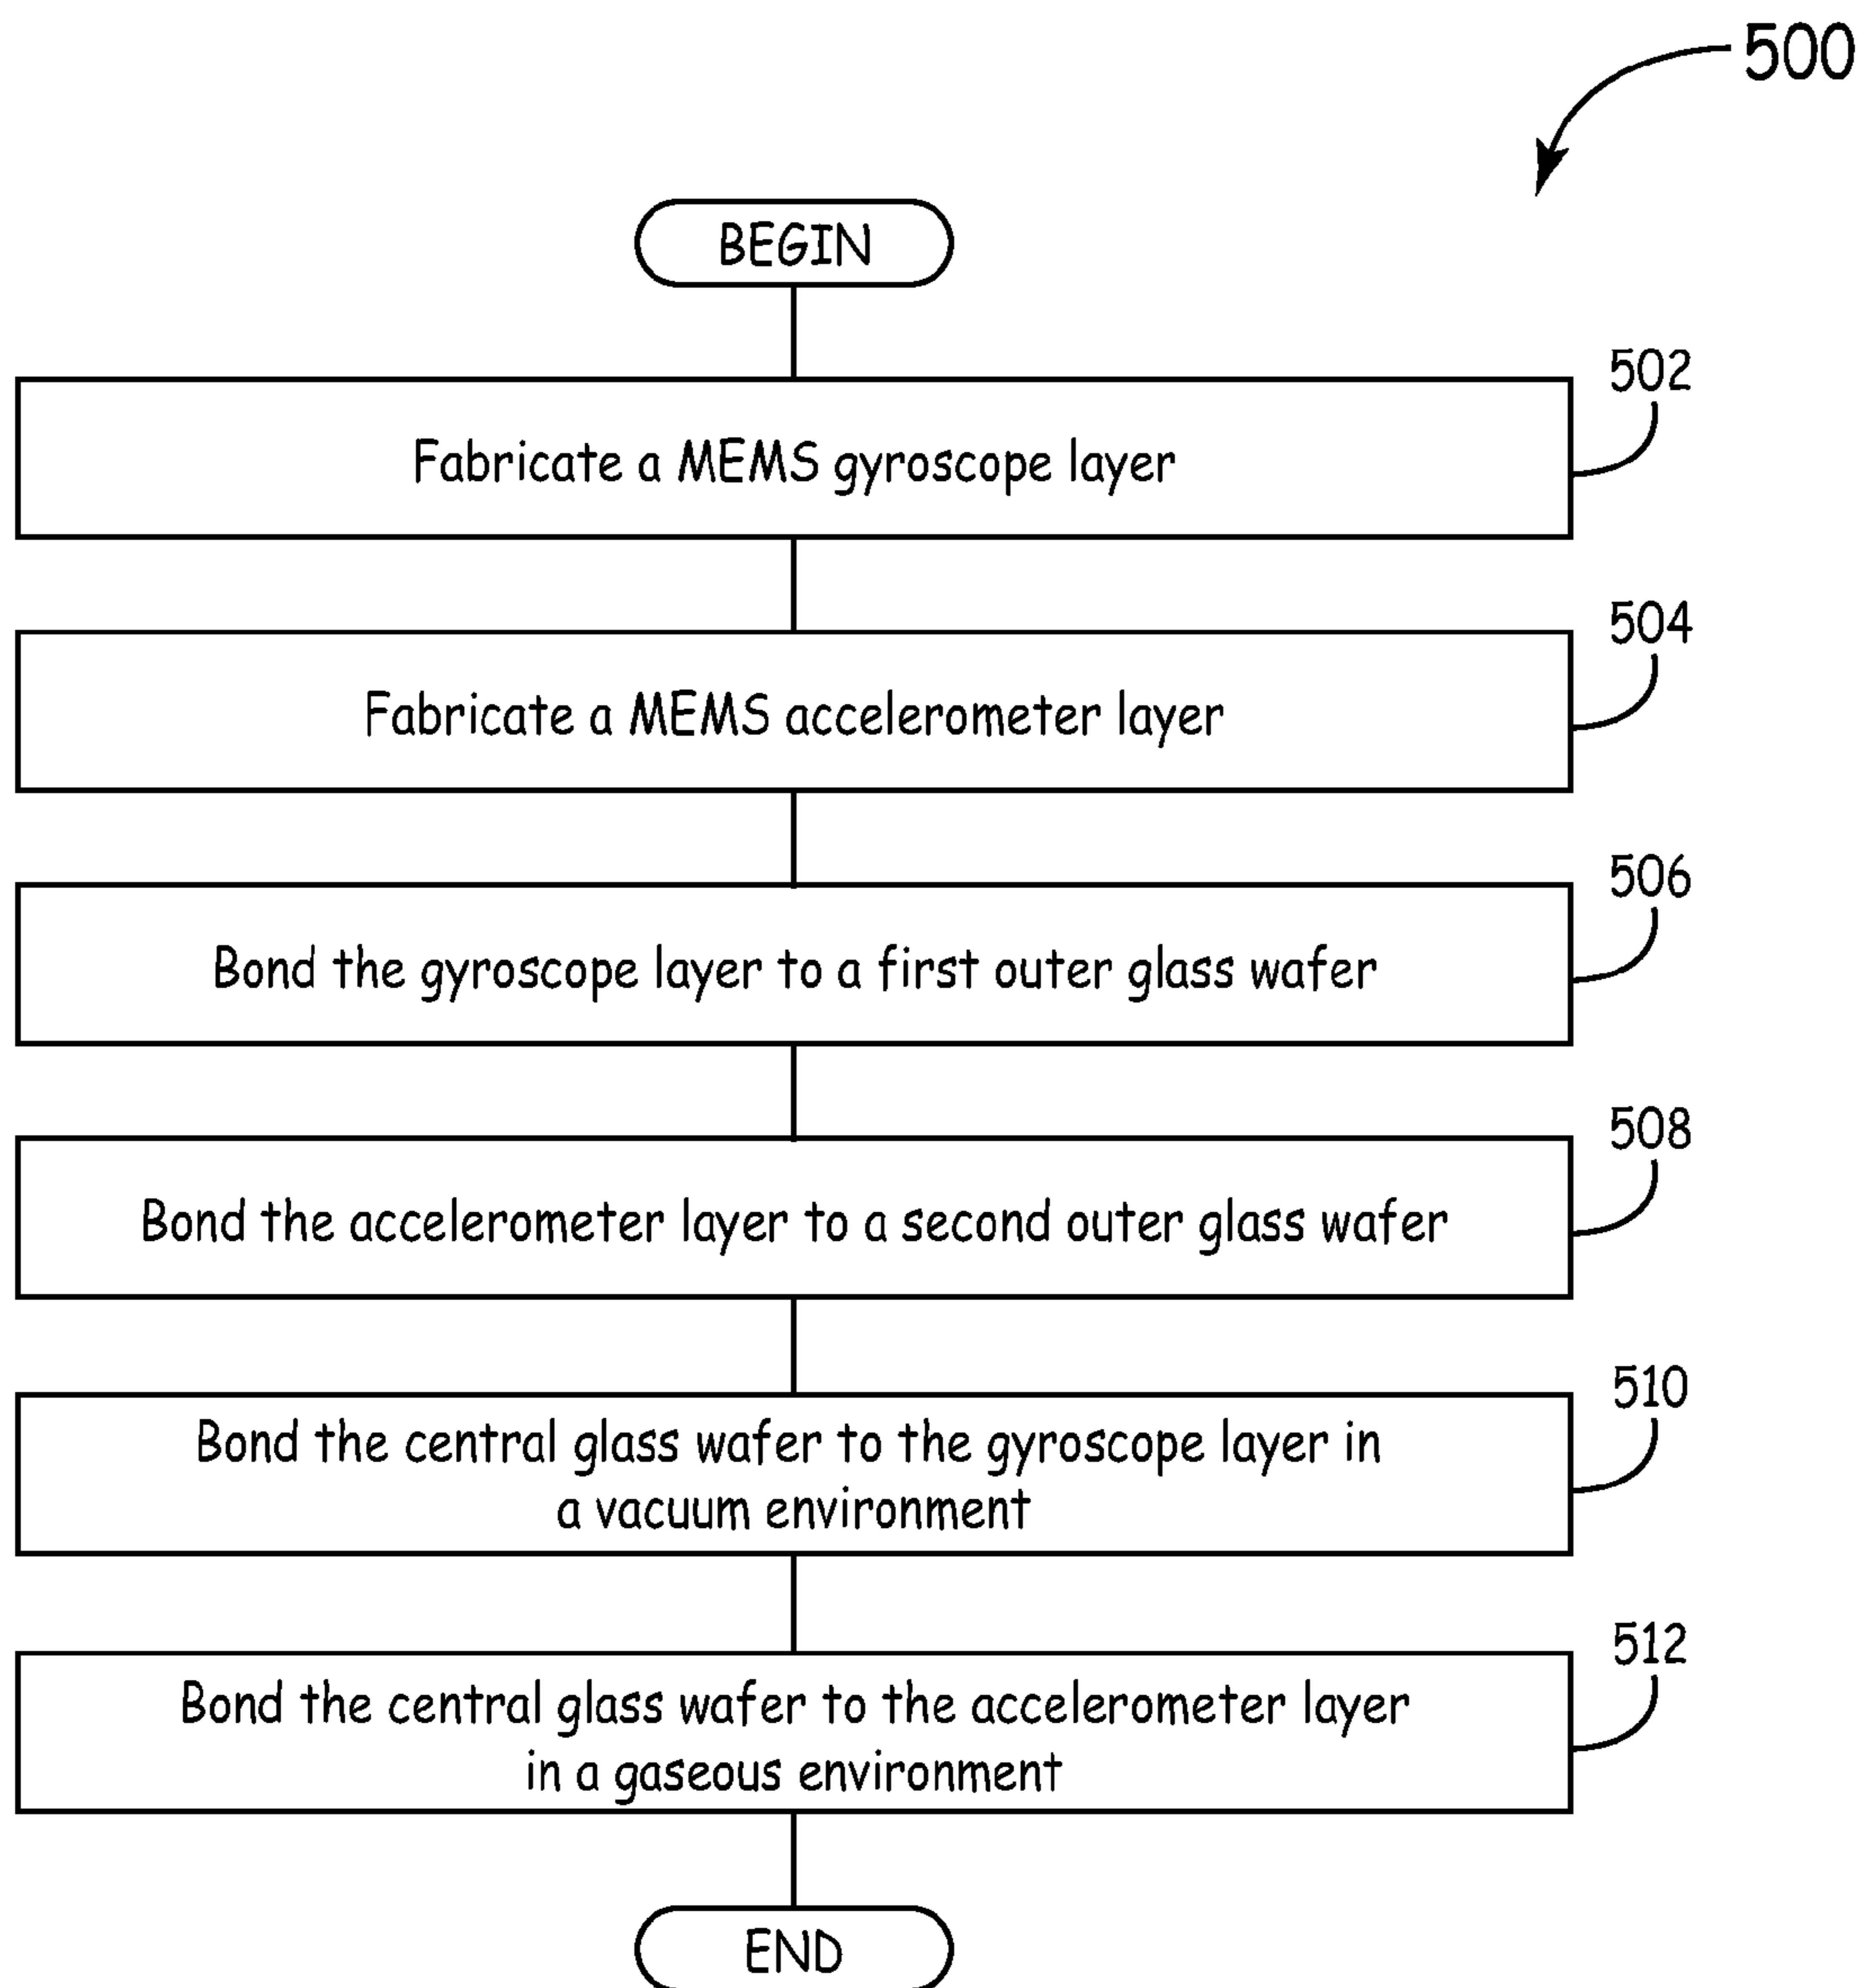 500
BEGIN
502
Fabricate a MEMS gyroscope layer
504
Fabricate a MEMS accelerometer layer
506
Bond the gyroscope layer to a first outer glass wafer
508
Bond the accelerometer layer to a second outer glass wafer
510
Bond the central glass wafer to the gyroscope layer in
a vacuum environment
512
Bond the central glass wafer to the accelerometer layer
in a gaseous environment
END